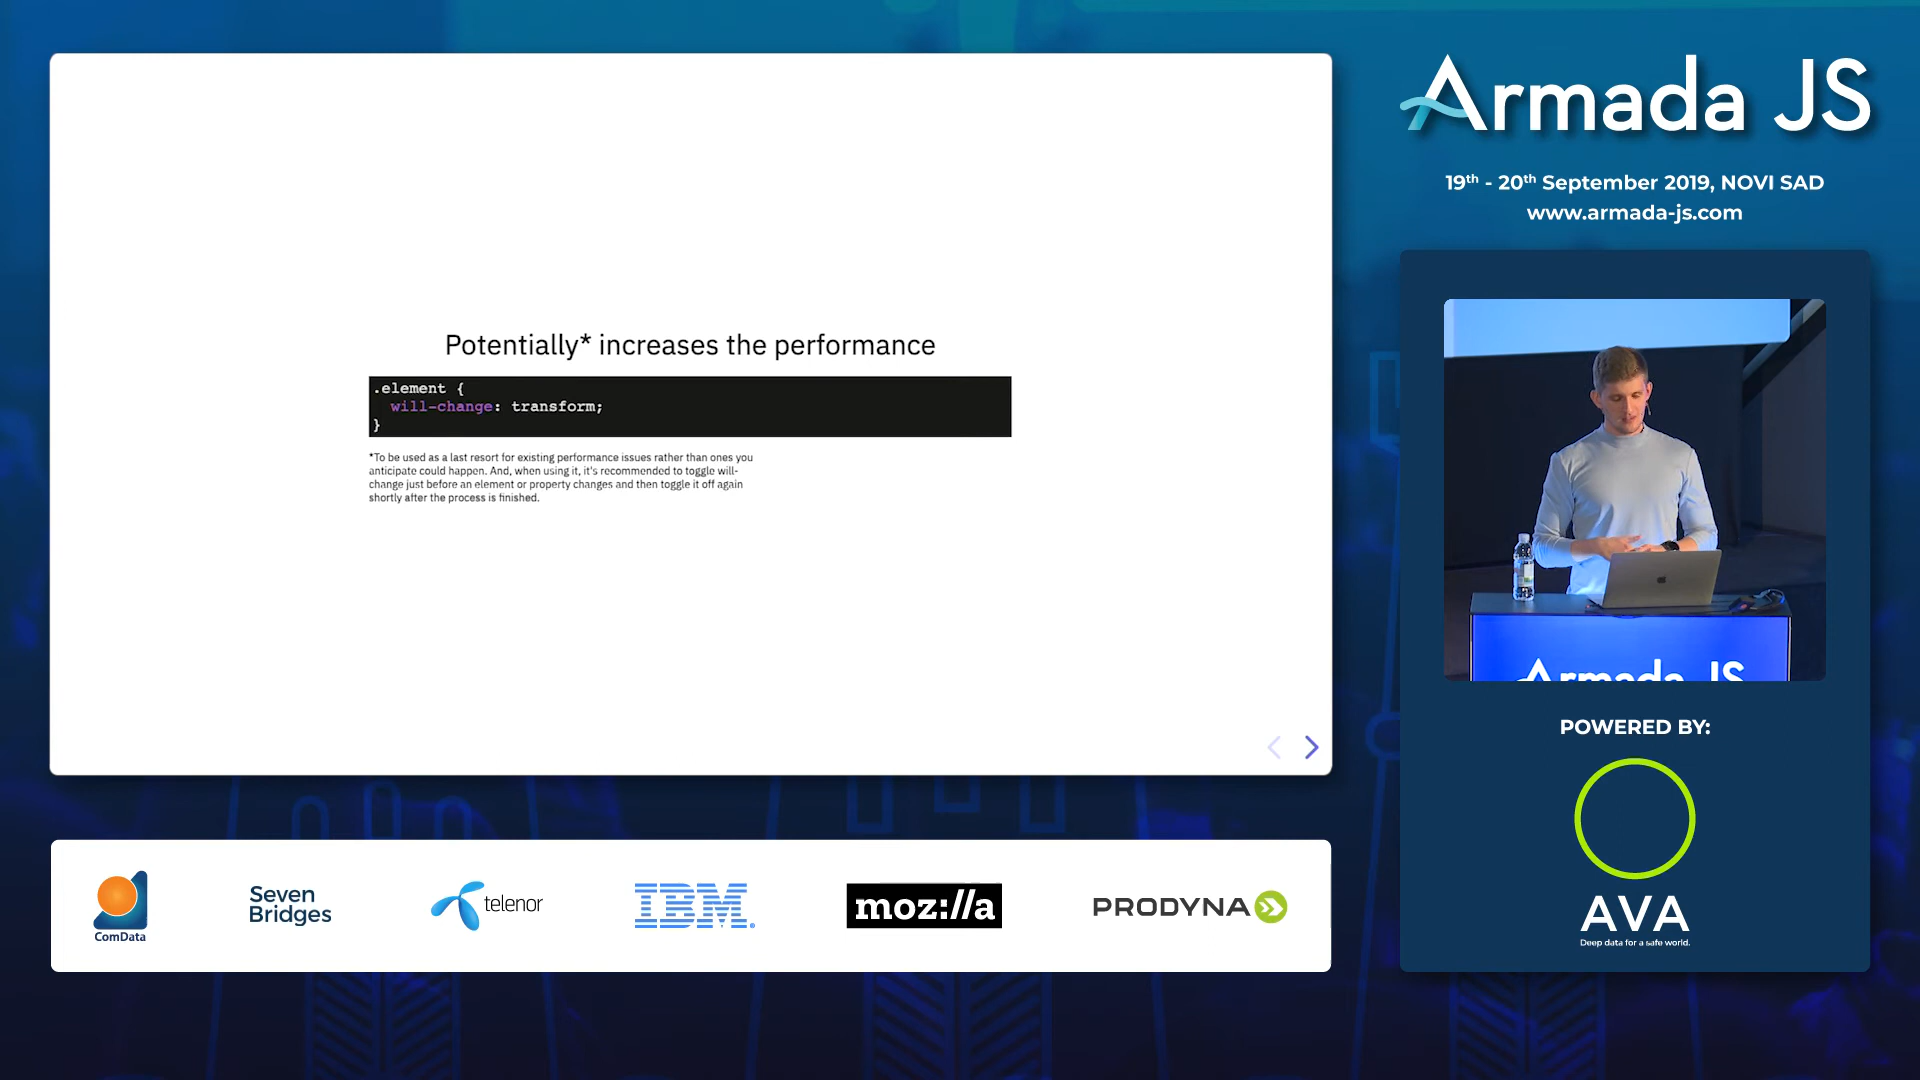 Potentially* increases the performance
.element {
will-change: transform;
}
*To be used as a last resort for existing performance issues rather than ones you
anticipate could happen. And, when using it, it's recommended to toggle will-
change just before an element or property changes and then toggle it off again
shortly after the process is finished.
Armada JS
19th - 20th September 2019, NOVI SAD
www.armada-js.com
Armada JS
POWERED BY:
AVA
Deep data for a safe world.
ComData
Seven
Bridges
telenor
IBM®
moz://a
PRODYNA